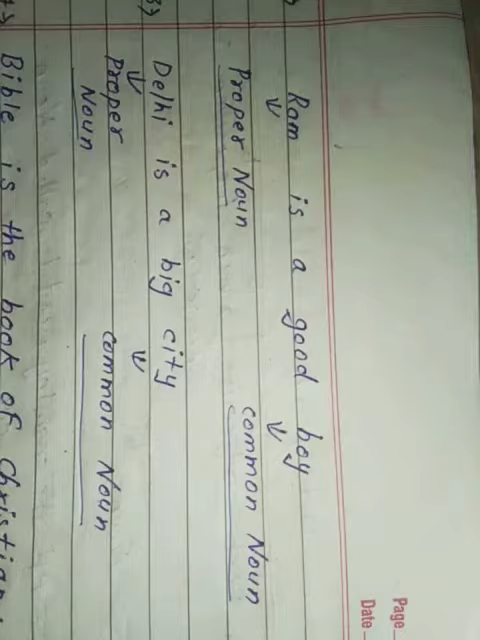 Page
Date
Ram is a good boy
Proper Noun common Noun
3) Delhi is a big city
Proper common Noun
Noun
Bible is the book of Christian.